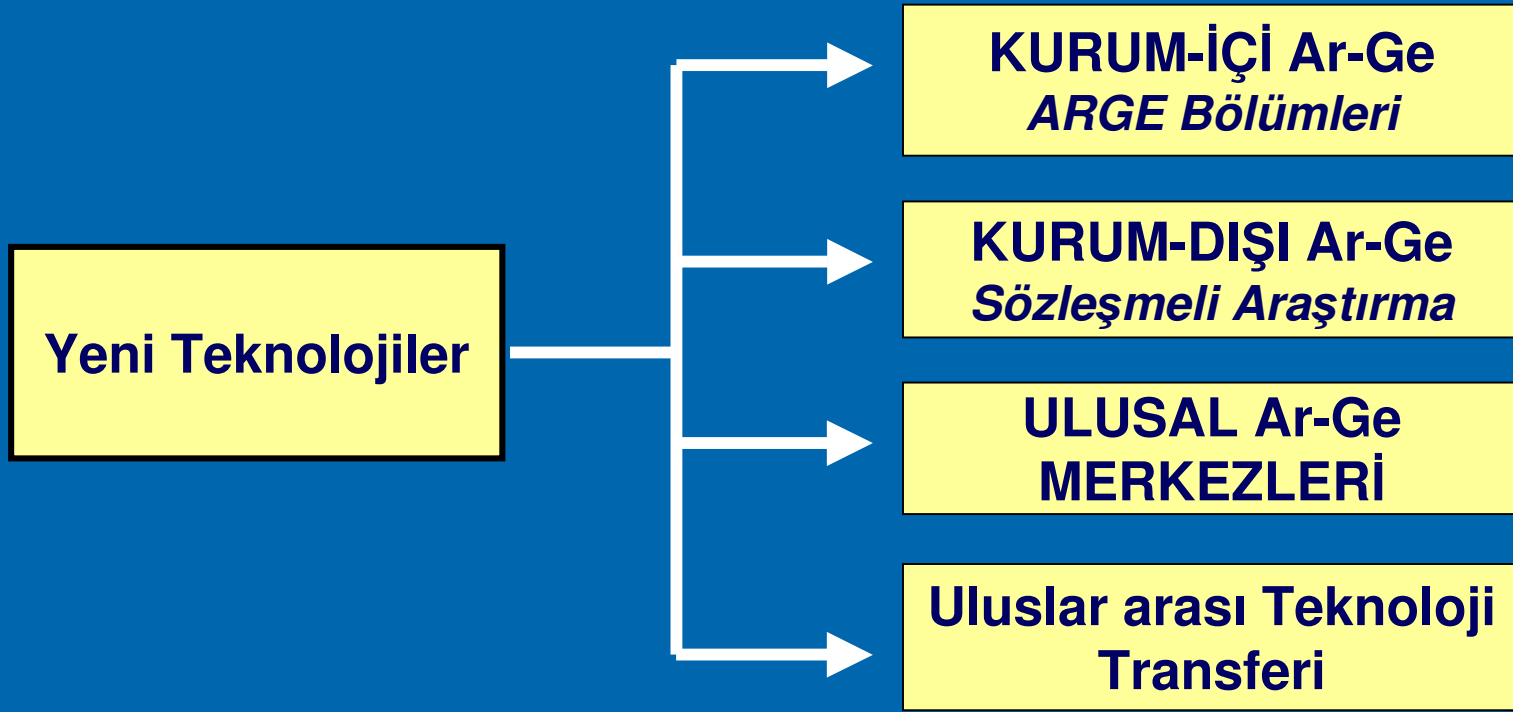 KURUM-İÇİ Ar-Ge
ARGE Bölümleri
KURUM-DIŞI Ar-Ge
Sözleşmeli Araştırma
Yeni Teknolojiler
ULUSAL Ar-Ge
MERKEZLERİ
Uluslar arası Teknoloji
Transferi